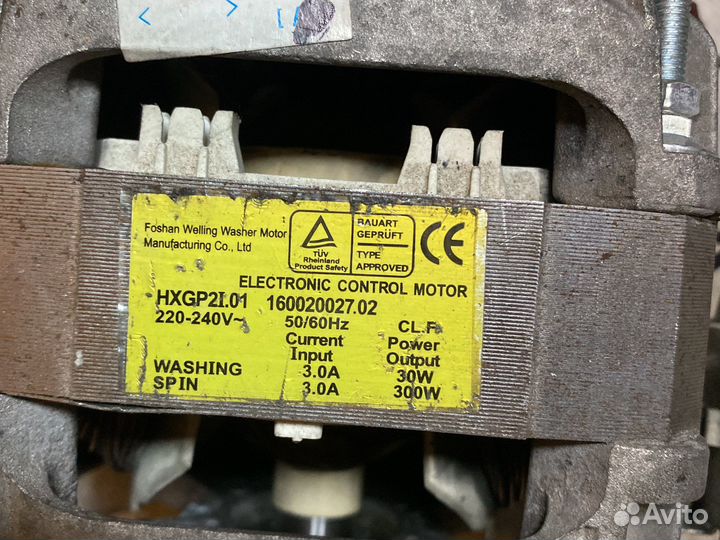 Foshan Welling Washer Motor
Manufacturing Co., Ltd
TÜV
Rheinland
Product Safety
BAUART
GEPRÜFT
TYPE
APPROVED
CE
ELECTRONIC CONTROL MOTOR
HXGP2I.01 160020027.02
220-240V~ 50/60Hz CL.F
Current Power
Input Output
WASHING 3.0A 30W
SPIN 3.0A 300W
Avito